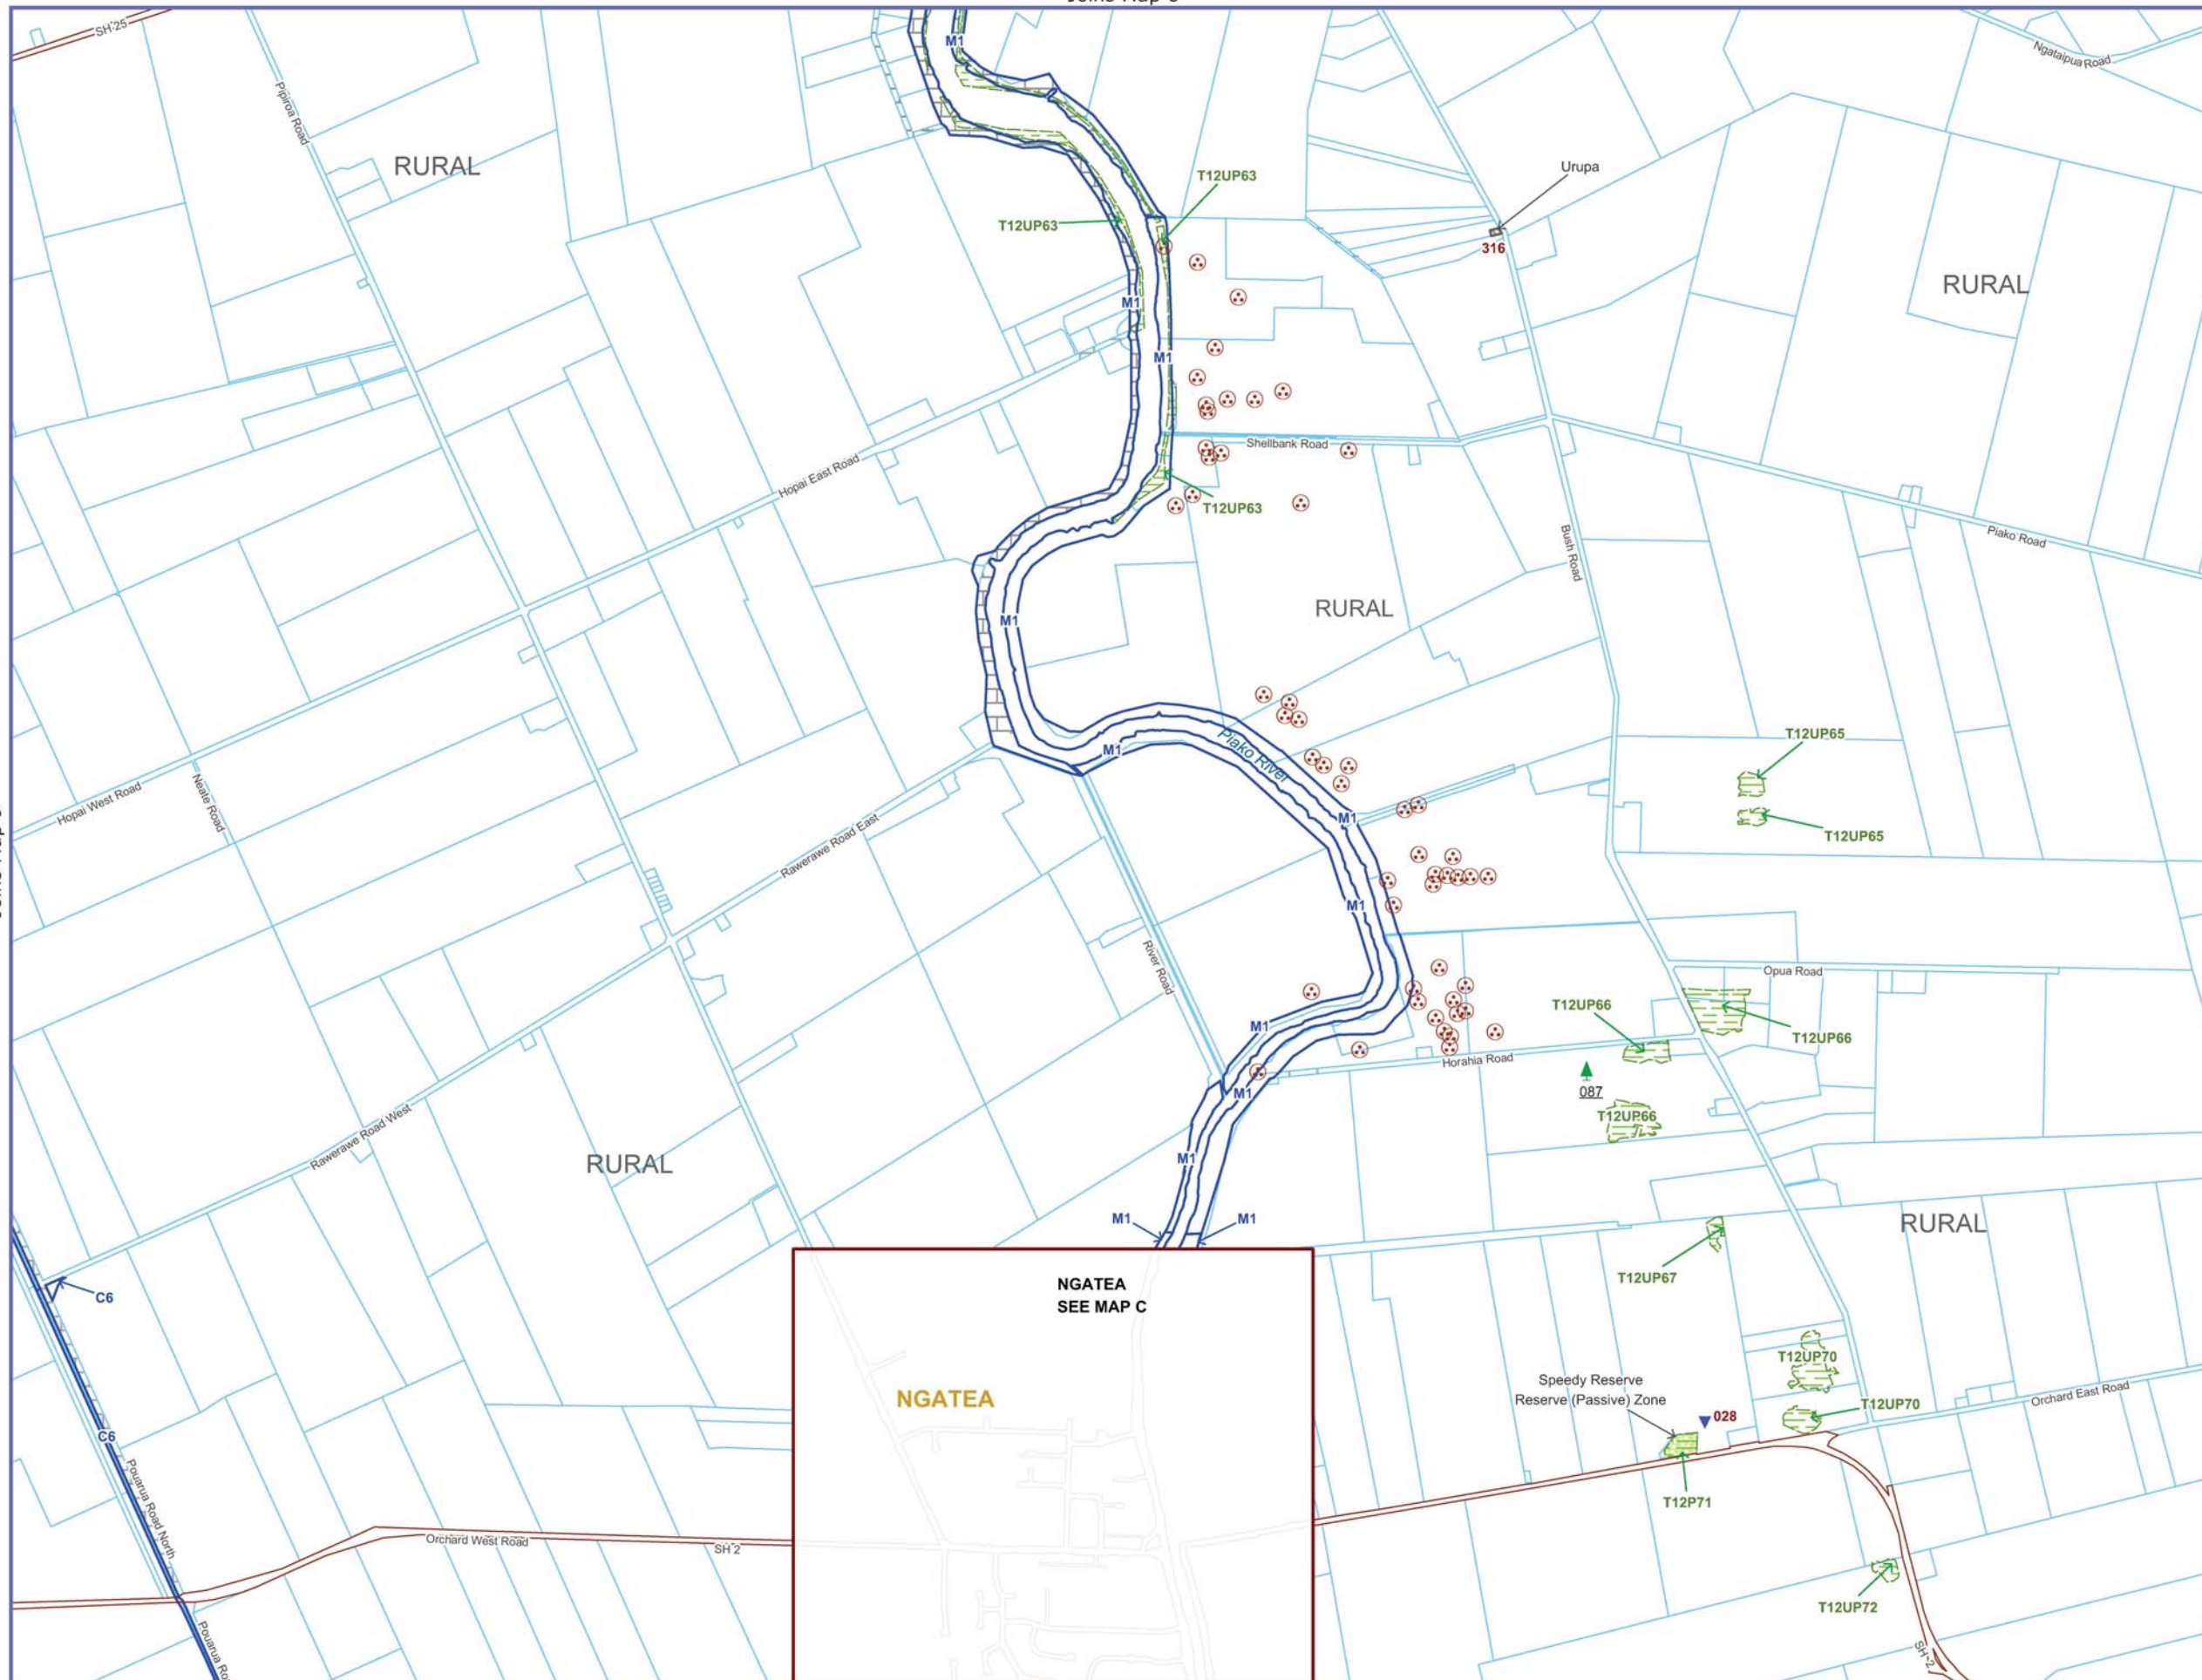 SH 25
M1
Ngataipua Road
Pipiroa Road
RURAL
Urupa
T12UP63
T12UP63
316
RURAL
M1
M1
Shellbank Road
Hopai East Road
T12UP63
Bush Road
Piako Road
RURAL
M1
T12UP65
Piako River
M1
Neate Road
Hopai West Road
M1
Rawerawe Road East
T12UP65
M1
River Road
Opua Road
T12UP66
M1
T12UP66
Horahia Road
087
M1
Rawerawe Road West
T12UP66
RURAL
M1
M1
M1
RURAL
T12UP67
NGATEA
SEE MAP C
C6
T12UP70
Speedy Reserve
Reserve (Passive) Zone
NGATEA
Orchard East Road
T12UP70
028
C6
Pouarua Road North
T12P71
Orchard West Road
SH 2
T12UP72
SH 2